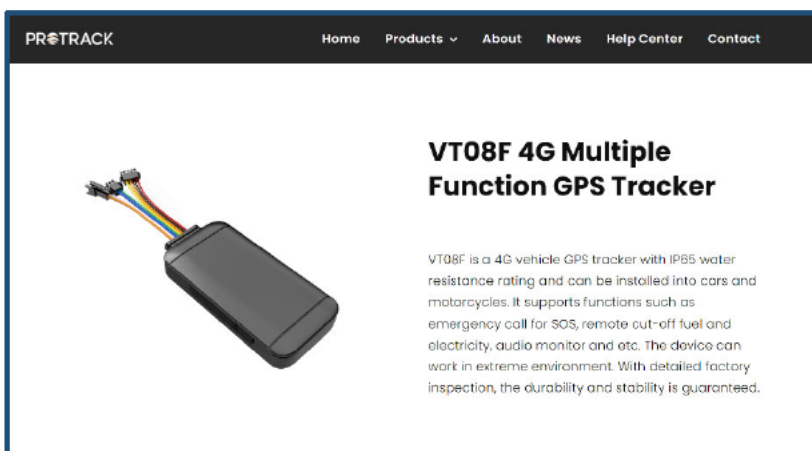 PROTRACK
Home Products About News Help Center Contact
VT08F 4G Multiple
Function GPS Tracker
VT08F is a 4G vehicle GPS tracker with IP65 water
resistance rating and can be installed into cars and
motorcycles. It supports functions such as
emergency call for SOS, remote cut-off fuel and
electricity, audio monitor and etc. The device can
work in extreme environment. With detailed factory
inspection, the durability and stability is guaranteed.